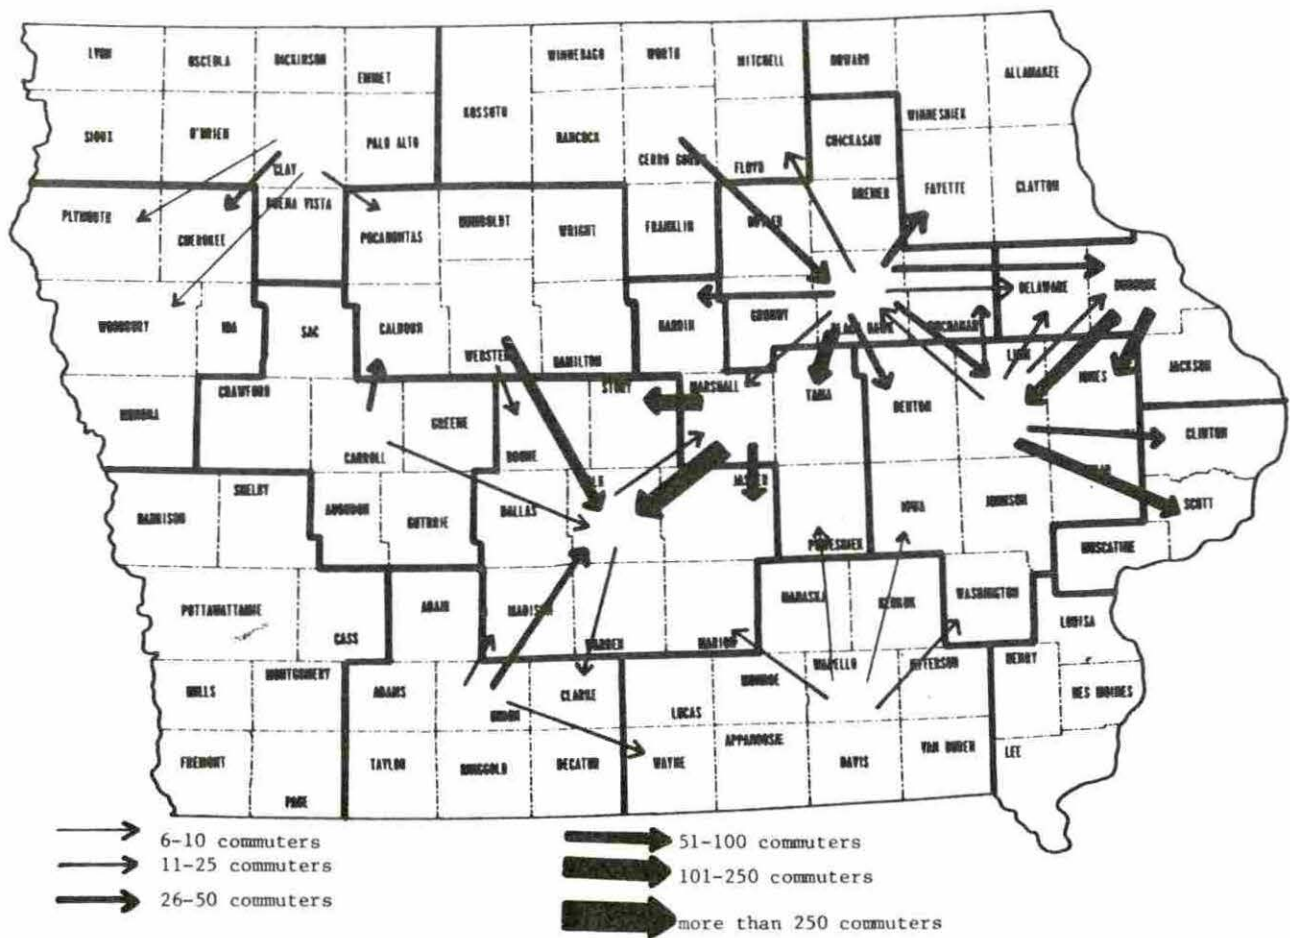 LYON
OSCEOLA
DICKINSON
EMMET
WINNEBAGO
WORTH
MITCHELL
HOWARD
ALLAMAKEE
KOSSUTH
WINNESHIEK
SIOUX
O'BRIEN
PALO ALTO
HANCOCK
CHICKASAW
CLAY
CERRO GORDO
FLOYD
FAYETTE
CLAYTON
BREMER
PLYMOUTH
CHEROKEE
BUENA VISTA
POCAHONTAS
HUMBOLDT
WRIGHT
FRANKLIN
BUTLER
DELAWARE
DUBUQUE
WOODBURY
IDA
SAC
CALHOUN
WEBSTER
HAMILTON
HARDIN
GRUNDY
BLACK HAWK
BUCHANAN
LINN
JONES
JACKSON
MONONA
CRAWFORD
CARROLL
GREENE
BOONE
STORY
MARSHALL
TAMA
BENTON
CLINTON
HARRISON
SHELBY
AUDUBON
GUTHRIE
DALLAS
JASPER
POWESHIEK
IOWA
JOHNSON
SCOTT
MUSCATINE
POTTAWATTAMIE
CASS
ADAIR
MADISON
WARREN
MARION
MAHASKA
KEOKUK
WASHINGTON
LOUISA
MILLS
MONTGOMERY
ADAMS
UNION
CLARKE
LUCAS
MONROE
WAPELLO
JEFFERSON
HENRY
DES MOINES
FREMONT
PAGE
TAYLOR
RINGGOLD
DECATUR
WAYNE
APPANOOSE
DAVIS
VAN BUREN
LEE
6-10 commuters
11-25 commuters
26-50 commuters
51-100 commuters
101-250 commuters
more than 250 commuters